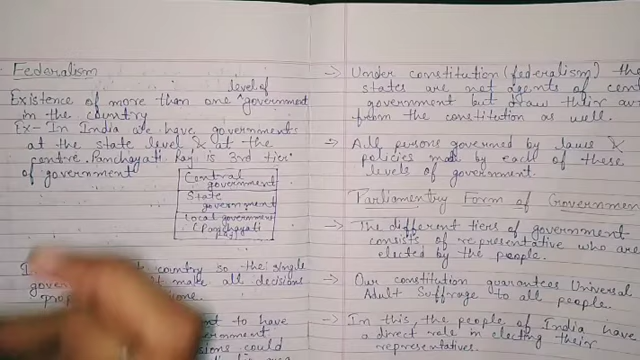 Federalism
level of
Existence of more than one ^government
in the country
Ex- In India we have governments
at the state level & at the
centre. Panchayati Raj is 3rd tier
of government
Central
government
State
government
Local government
(Panchayati
Raj)
country so the single
make all decisions
to have
could
→ Under constitution (federalism) the
states are not agents of
government but draw their
from the constitution as well.
→ All persons governed by laws &
policies made by each of these
levels of government.
Parliamentry Form of Governmen
→ The different tiers of government
consists of representative who are
elected by the people.
→ Our constitution guarantees Universal
Adult Suffrage to all people.
→ In this the people of India have
a direct role in electing their
representatives.